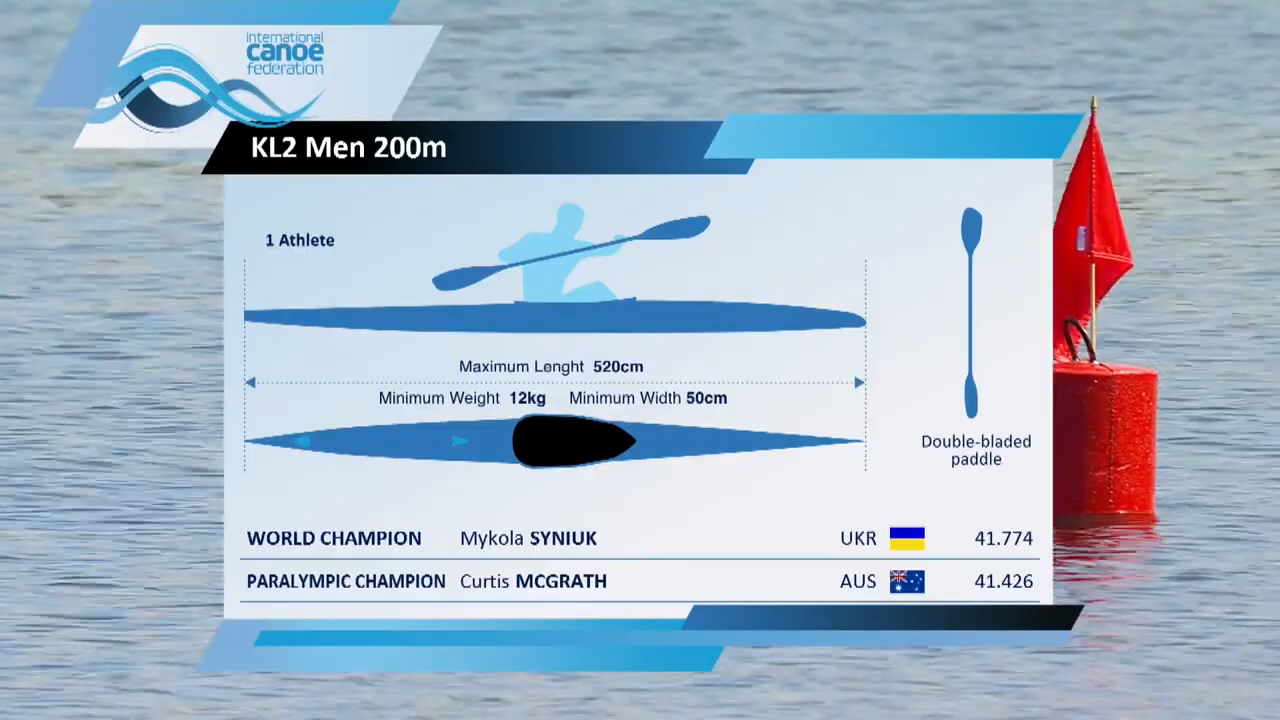 international
canoe
federation
KL2 Men 200m
1 Athlete
Maximum Lenght 520cm
Minimum Weight 12kg Minimum Width 50cm
Double-bladed
paddle
WORLD CHAMPION Mykola SYNIUK UKR 41.774
PARALYMPIC CHAMPION Curtis MCGRATH AUS 41.426